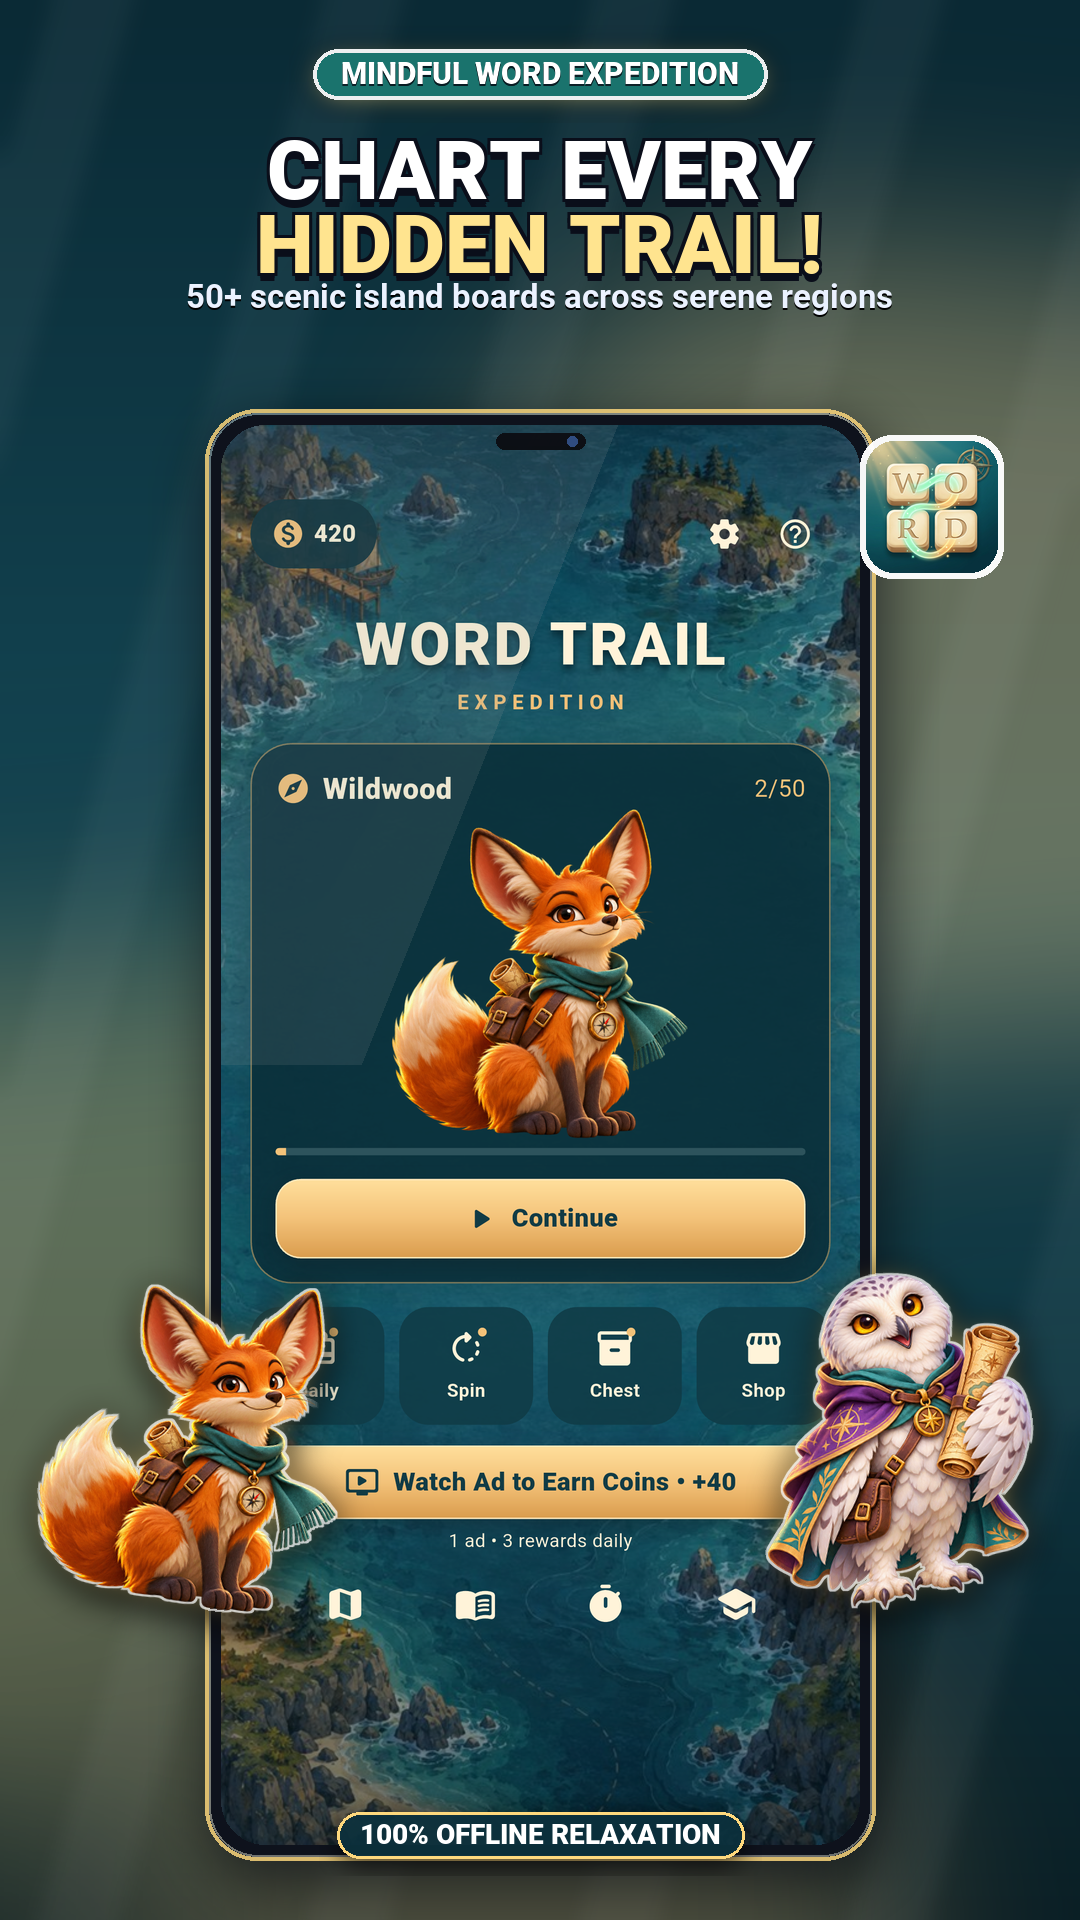 MINDFUL WORD EXPEDITION
CHART EVERY
HIDDEN TRAIL!
50+ scenic island boards across serene regions
420
W O
R D
WORD TRAIL
EXPEDITION
Wildwood
2/50
Continue
aily
Spin
Chest
Shop
Watch Ad to Earn Coins • +40
1 ad • 3 rewards daily
100% OFFLINE RELAXATION